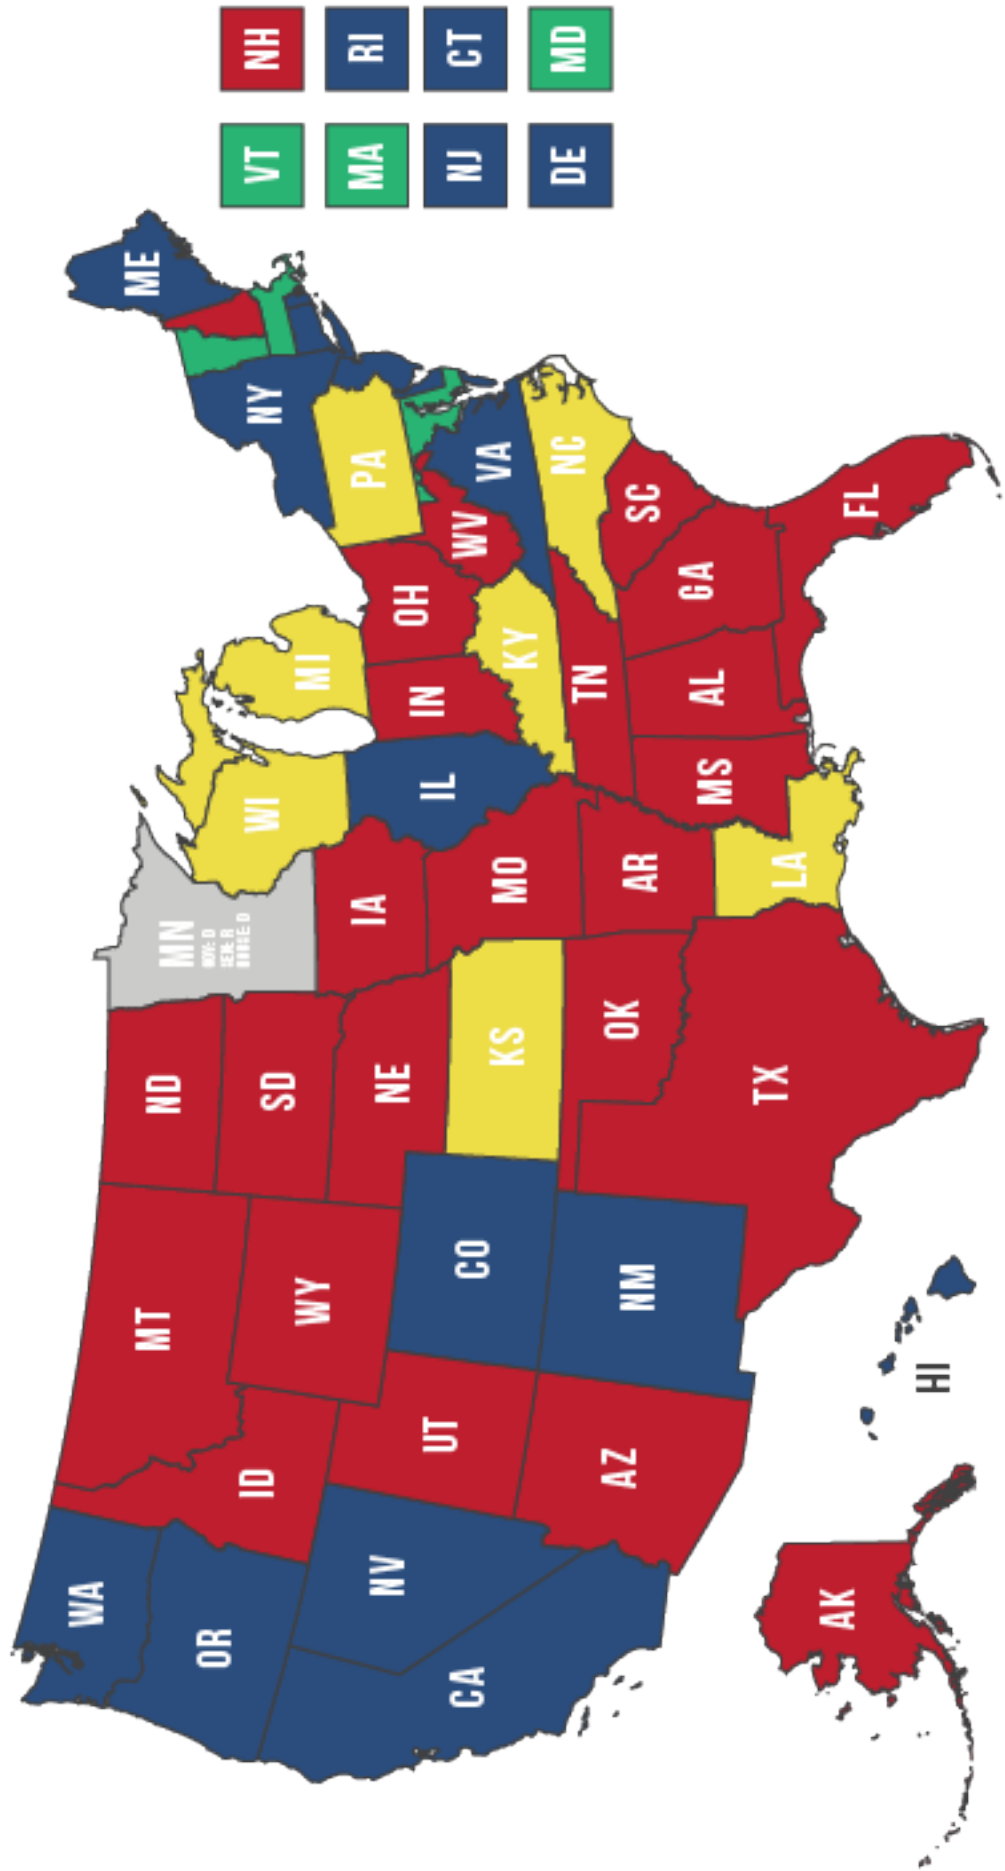 WA
OR
CA
NV
ID
MT
WY
UT
AZ
CO
NM
ND
SD
NE
KS
OK
TX
MN
GOV: D
SEN: R
HOUSE: D
IA
MO
AR
LA
WI
IL
MI
IN
OH
KY
TN
MS
AL
GA
FL
SC
NC
VA
WV
PA
NY
ME
VT
NH
MA
RI
NJ
CT
DE
MD
AK
HI